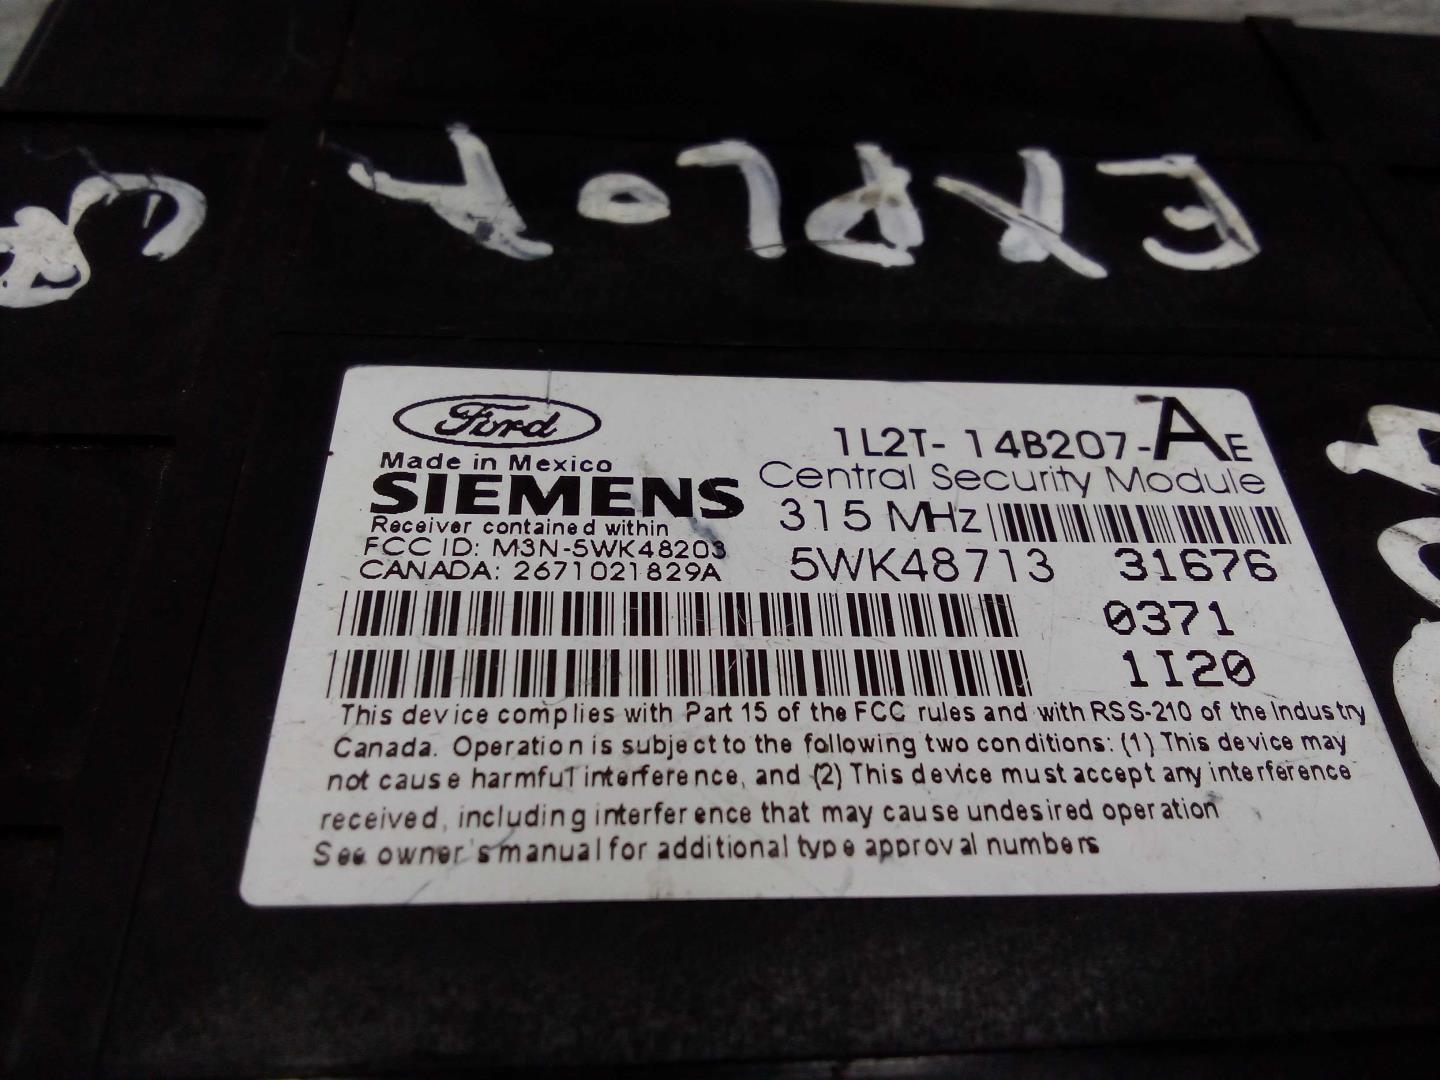 EXPLOR
Ford
Made in Mexico
SIEMENS
Receiver contained within
FCC ID: M3N-5WK48203
CANADA: 2671021829A
1L2T- 14B207-AE
Central Security Module
315 MHz
5WK48713 31676
0371
1I20
This device complies with Part 15 of the FCC rules and with RSS-210 of the Industry
Canada. Operation is subject to the following two conditions: (1) This device may
not cause harmful interference, and (2) This device must accept any interference
received, including interference that may cause undesired operation
See owner's manual for additional type approval numbers